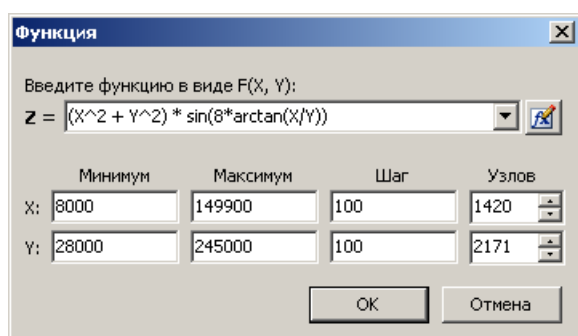 Функция
Введите функцию в виде F(X, Y):
Z = (X^2 + Y^2) * sin(8*arctan(X/Y))
Минимум Максимум Шаг Узлов
X: 8000 149900 100 1420
Y: 28000 245000 100 2171
OK Отмена